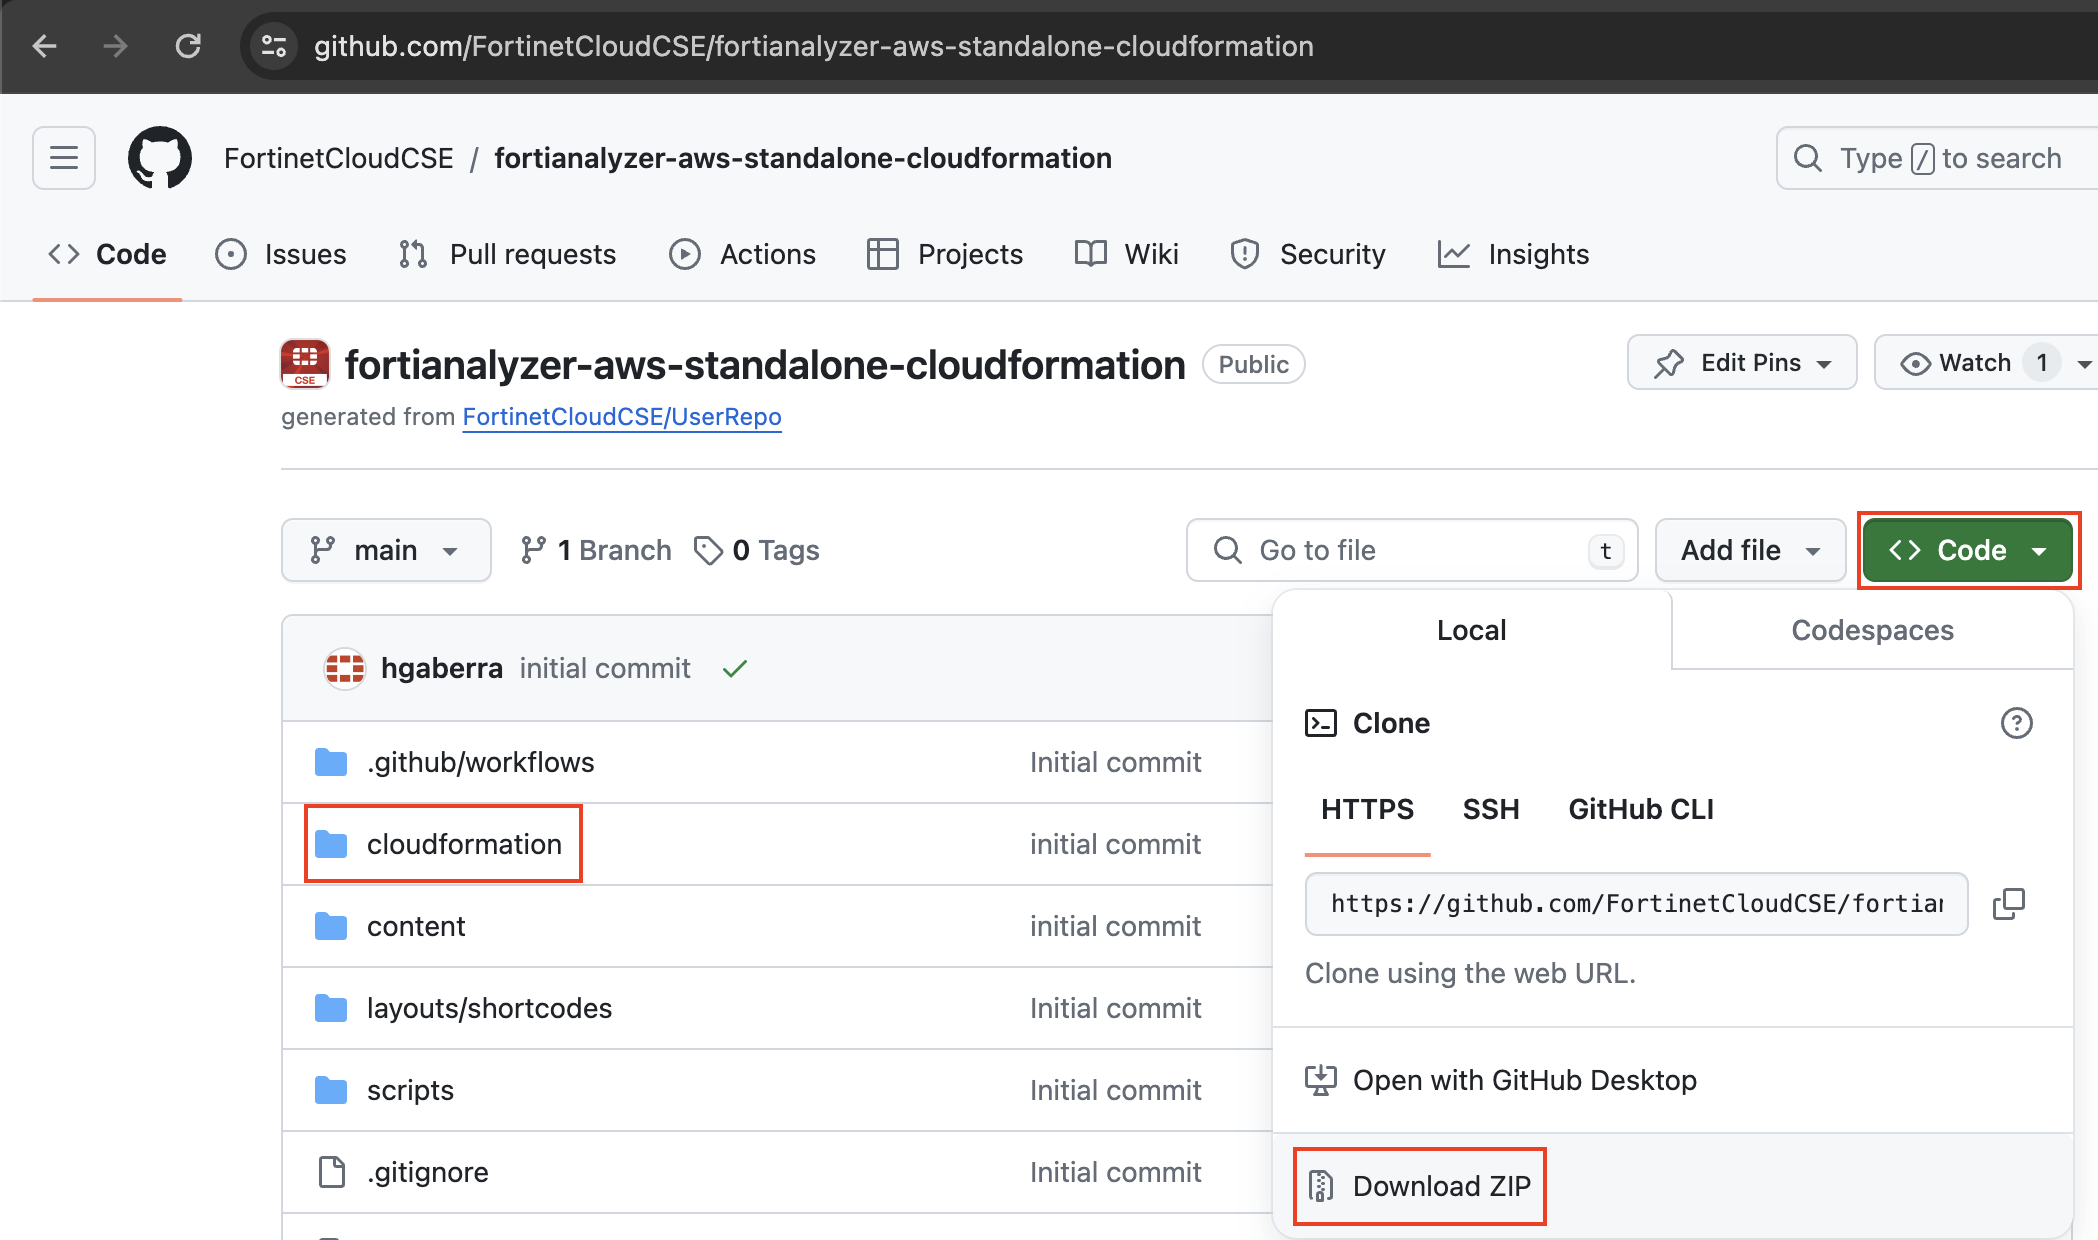 github.com/FortinetCloudCSE/fortianalyzer-aws-standalone-cloudformation
FortinetCloudCSE / fortianalyzer-aws-standalone-cloudformation
Type / to search
Code Issues Pull requests Actions Projects Wiki Security Insights
CSE
fortianalyzer-aws-standalone-cloudformation Public
Edit Pins Watch 1
generated from FortinetCloudCSE/UserRepo
main 1 Branch 0 Tags Go to file t Add file Code
Local Codespaces
hgaberra initial commit
Clone
.github/workflows Initial commit
HTTPS SSH GitHub CLI
cloudformation initial commit
https://github.com/FortinetCloudCSE/fortian
content initial commit
Clone using the web URL.
layouts/shortcodes Initial commit
Open with GitHub Desktop
scripts Initial commit
.gitignore Initial commit
Download ZIP